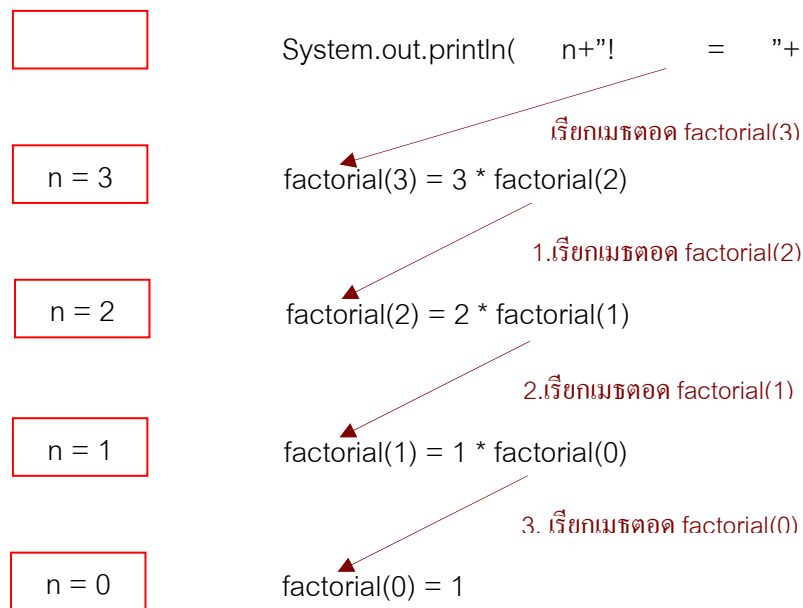 System.out.println( n+”! = ”+
เรียกเมธตอด factorial(3)
n = 3 factorial(3) = 3 * factorial(2)
1.เรียกเมธตอด factorial(2)
n = 2 factorial(2) = 2 * factorial(1)
2.เรียกเมธตอด factorial(1)
n = 1 factorial(1) = 1 * factorial(0)
3. เรียกเมธตอด factorial(0)
n = 0 factorial(0) = 1